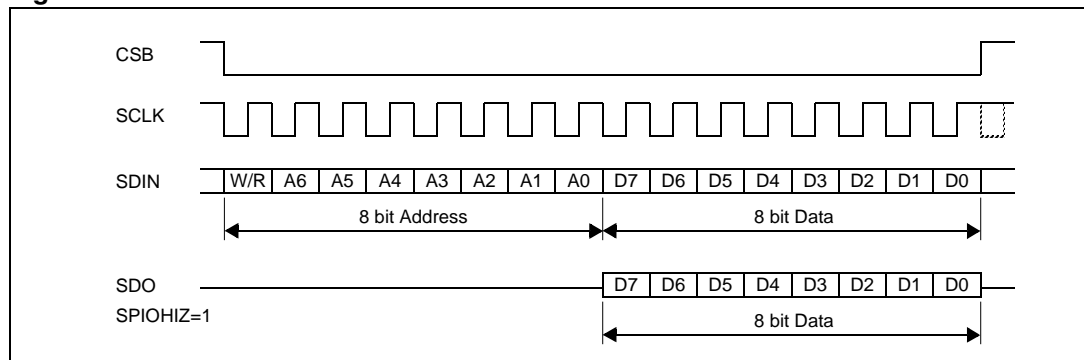 CSB
SCLK
SDIN W/R A6 A5 A4 A3 A2 A1 A0 D7 D6 D5 D4 D3 D2 D1 D0
8 bit Address 8 bit Data
SDO D7 D6 D5 D4 D3 D2 D1 D0
SPIOHIZ=1 8 bit Data